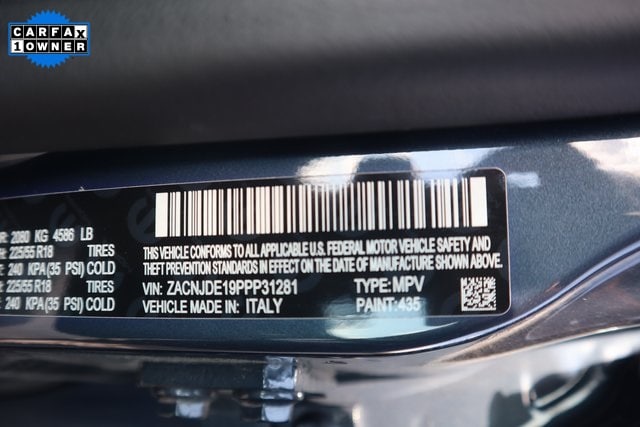 CARFAX
1 OWNER
R: 2080 KG 4586 LB
225/55 R18 TIRES
240 KPA(35 PSI) COLD
225/55 R18 TIRES
240 KPA(35 PSI) COLD
THIS VEHICLE CONFORMS TO ALL APPLICABLE U.S. FEDERAL MOTOR VEHICLE SAFETY AND
THEFT PREVENTION STANDARDS IN EFFECT ON THE DATE OF MANUFACTURE SHOWN ABOVE.
VIN: ZACNJDE19PPP31281 TYPE: MPV
VEHICLE MADE IN: ITALY PAINT: 435